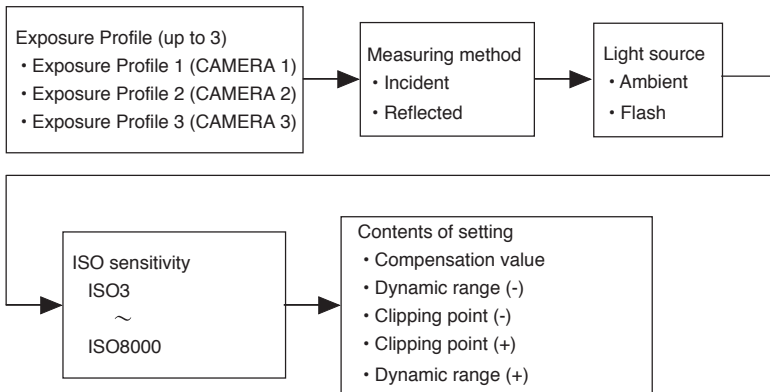 Exposure Profile (up to 3)
・Exposure Profile 1 (CAMERA 1)
・Exposure Profile 2 (CAMERA 2)
・Exposure Profile 3 (CAMERA 3)
Measuring method
・Incident
・Reflected
Light source
・Ambient
・Flash
ISO sensitivity
ISO3
～
ISO8000
Contents of setting
・Compensation value
・Dynamic range (-)
・Clipping point (-)
・Clipping point (+)
・Dynamic range (+)